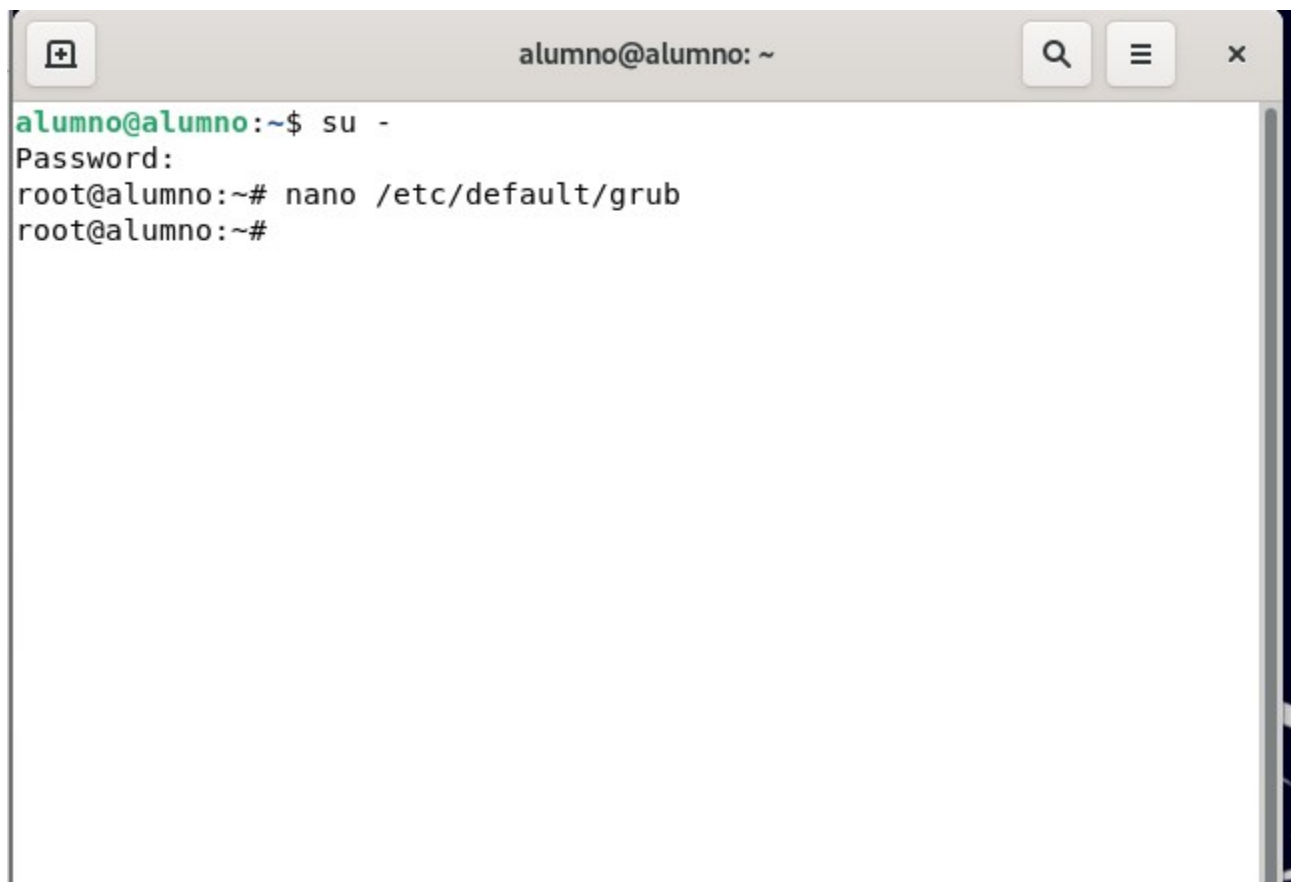 alumno@alumno: ~
alumno@alumno:~$ su -
Password:
root@alumno:~# nano /etc/default/grub
root@alumno:~#